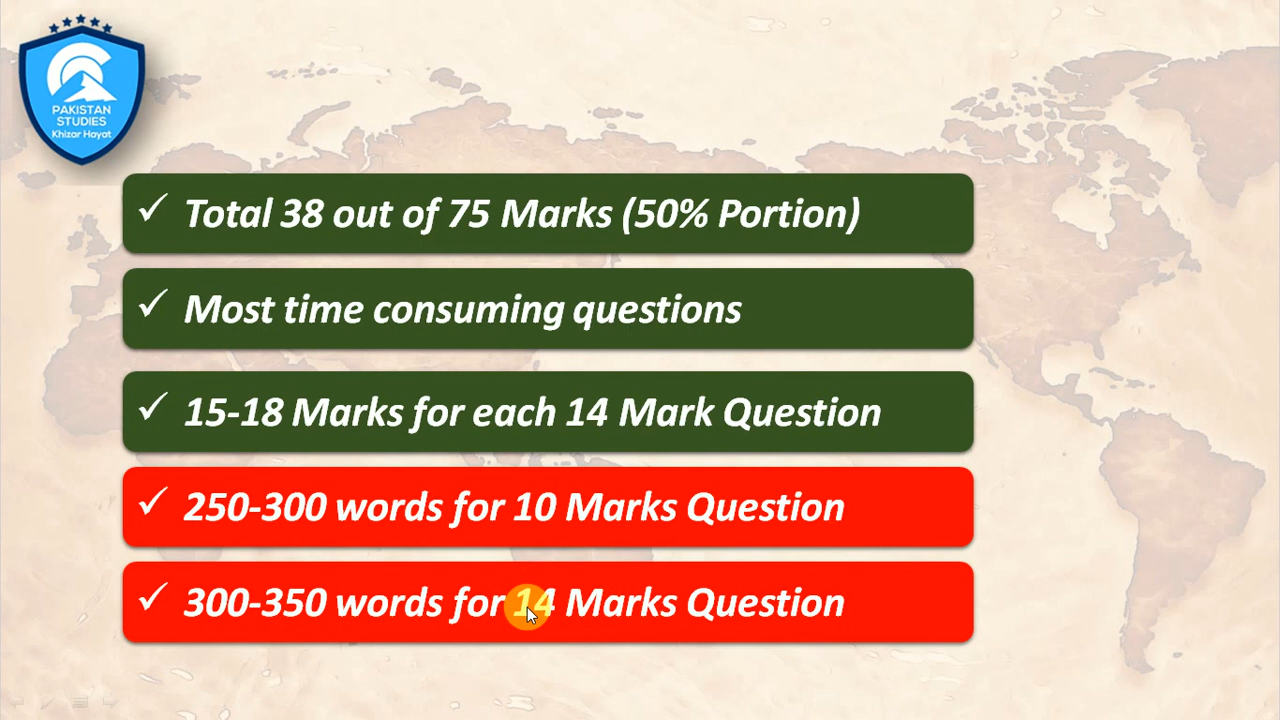 PAKISTAN
STUDIES
Khizar Hayat
✓ Total 38 out of 75 Marks (50% Portion)
✓ Most time consuming questions
✓ 15-18 Marks for each 14 Mark Question
✓ 250-300 words for 10 Marks Question
✓ 300-350 words for 14 Marks Question